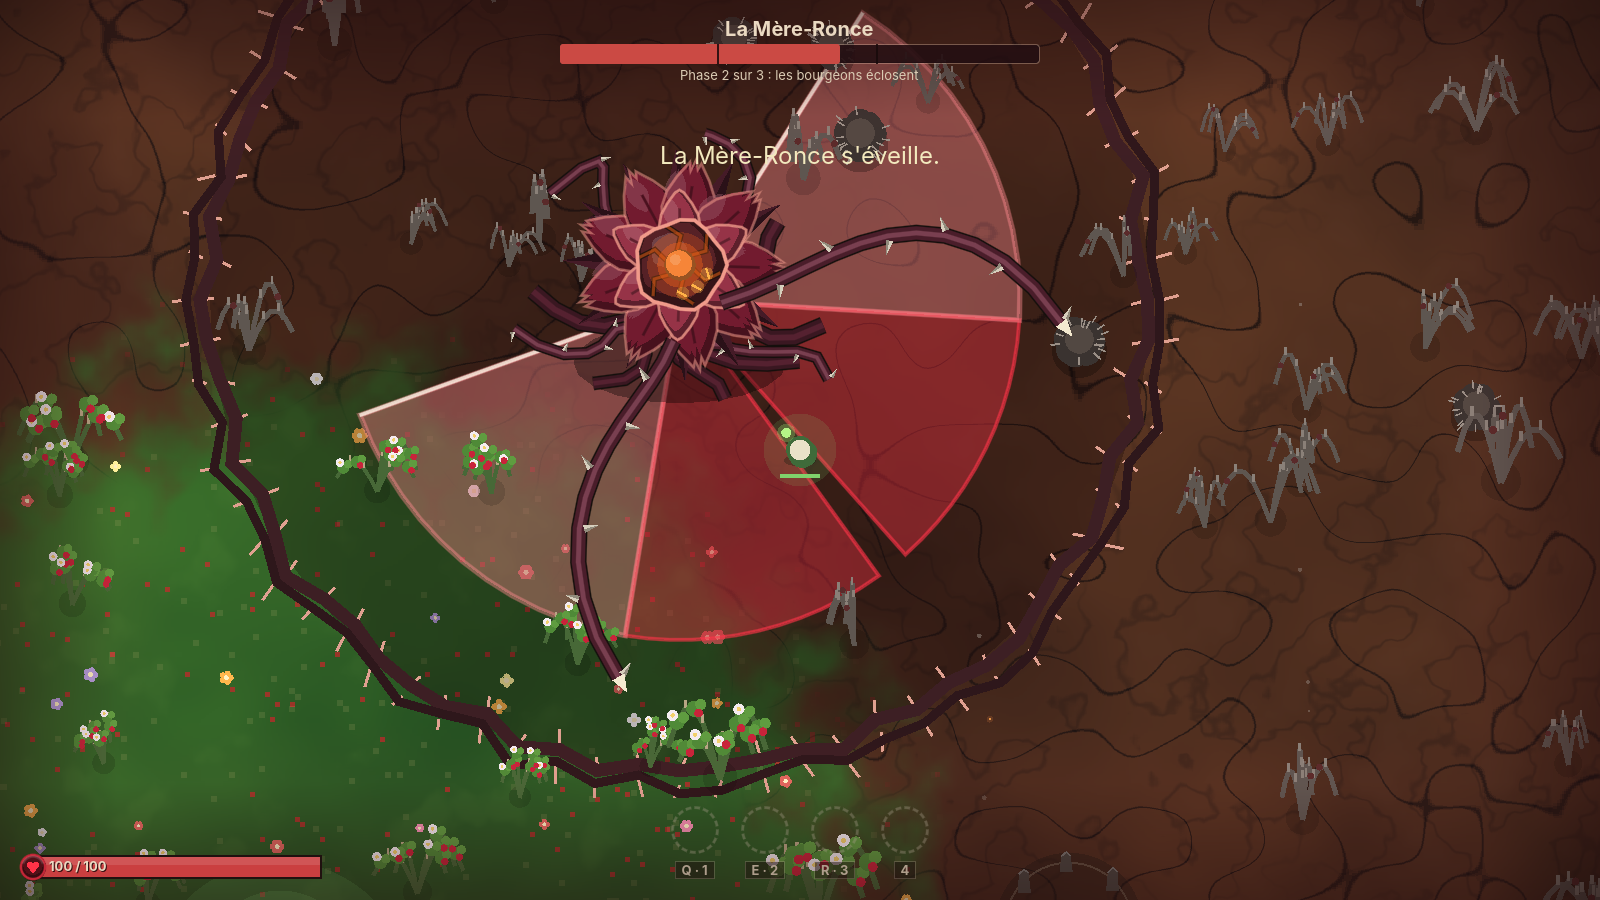 La Mère-Ronce
Phase 2 sur 3 : les bourgeons éclosent
La Mère-Ronce s'éveille.
100 / 100
Q · 1
E · 2
R · 3
4